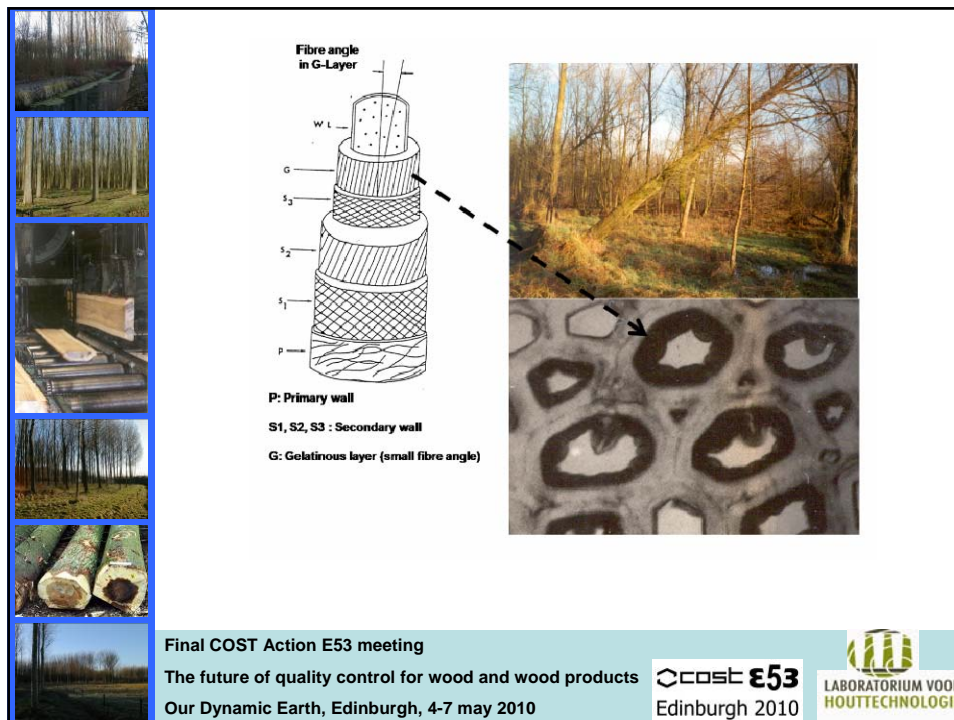 Fibre angle
in G-Layer
W L
G
S3
S2
S1
P
P: Primary wall
S1, S2, S3 : Secondary wall
G: Gelatinous layer (small fibre angle)
Final COST Action E53 meeting
The future of quality control for wood and wood products
Our Dynamic Earth, Edinburgh, 4-7 may 2010
cost E53
Edinburgh 2010
LABORATORIUM VOOR
HOUTTECHNOLOGI